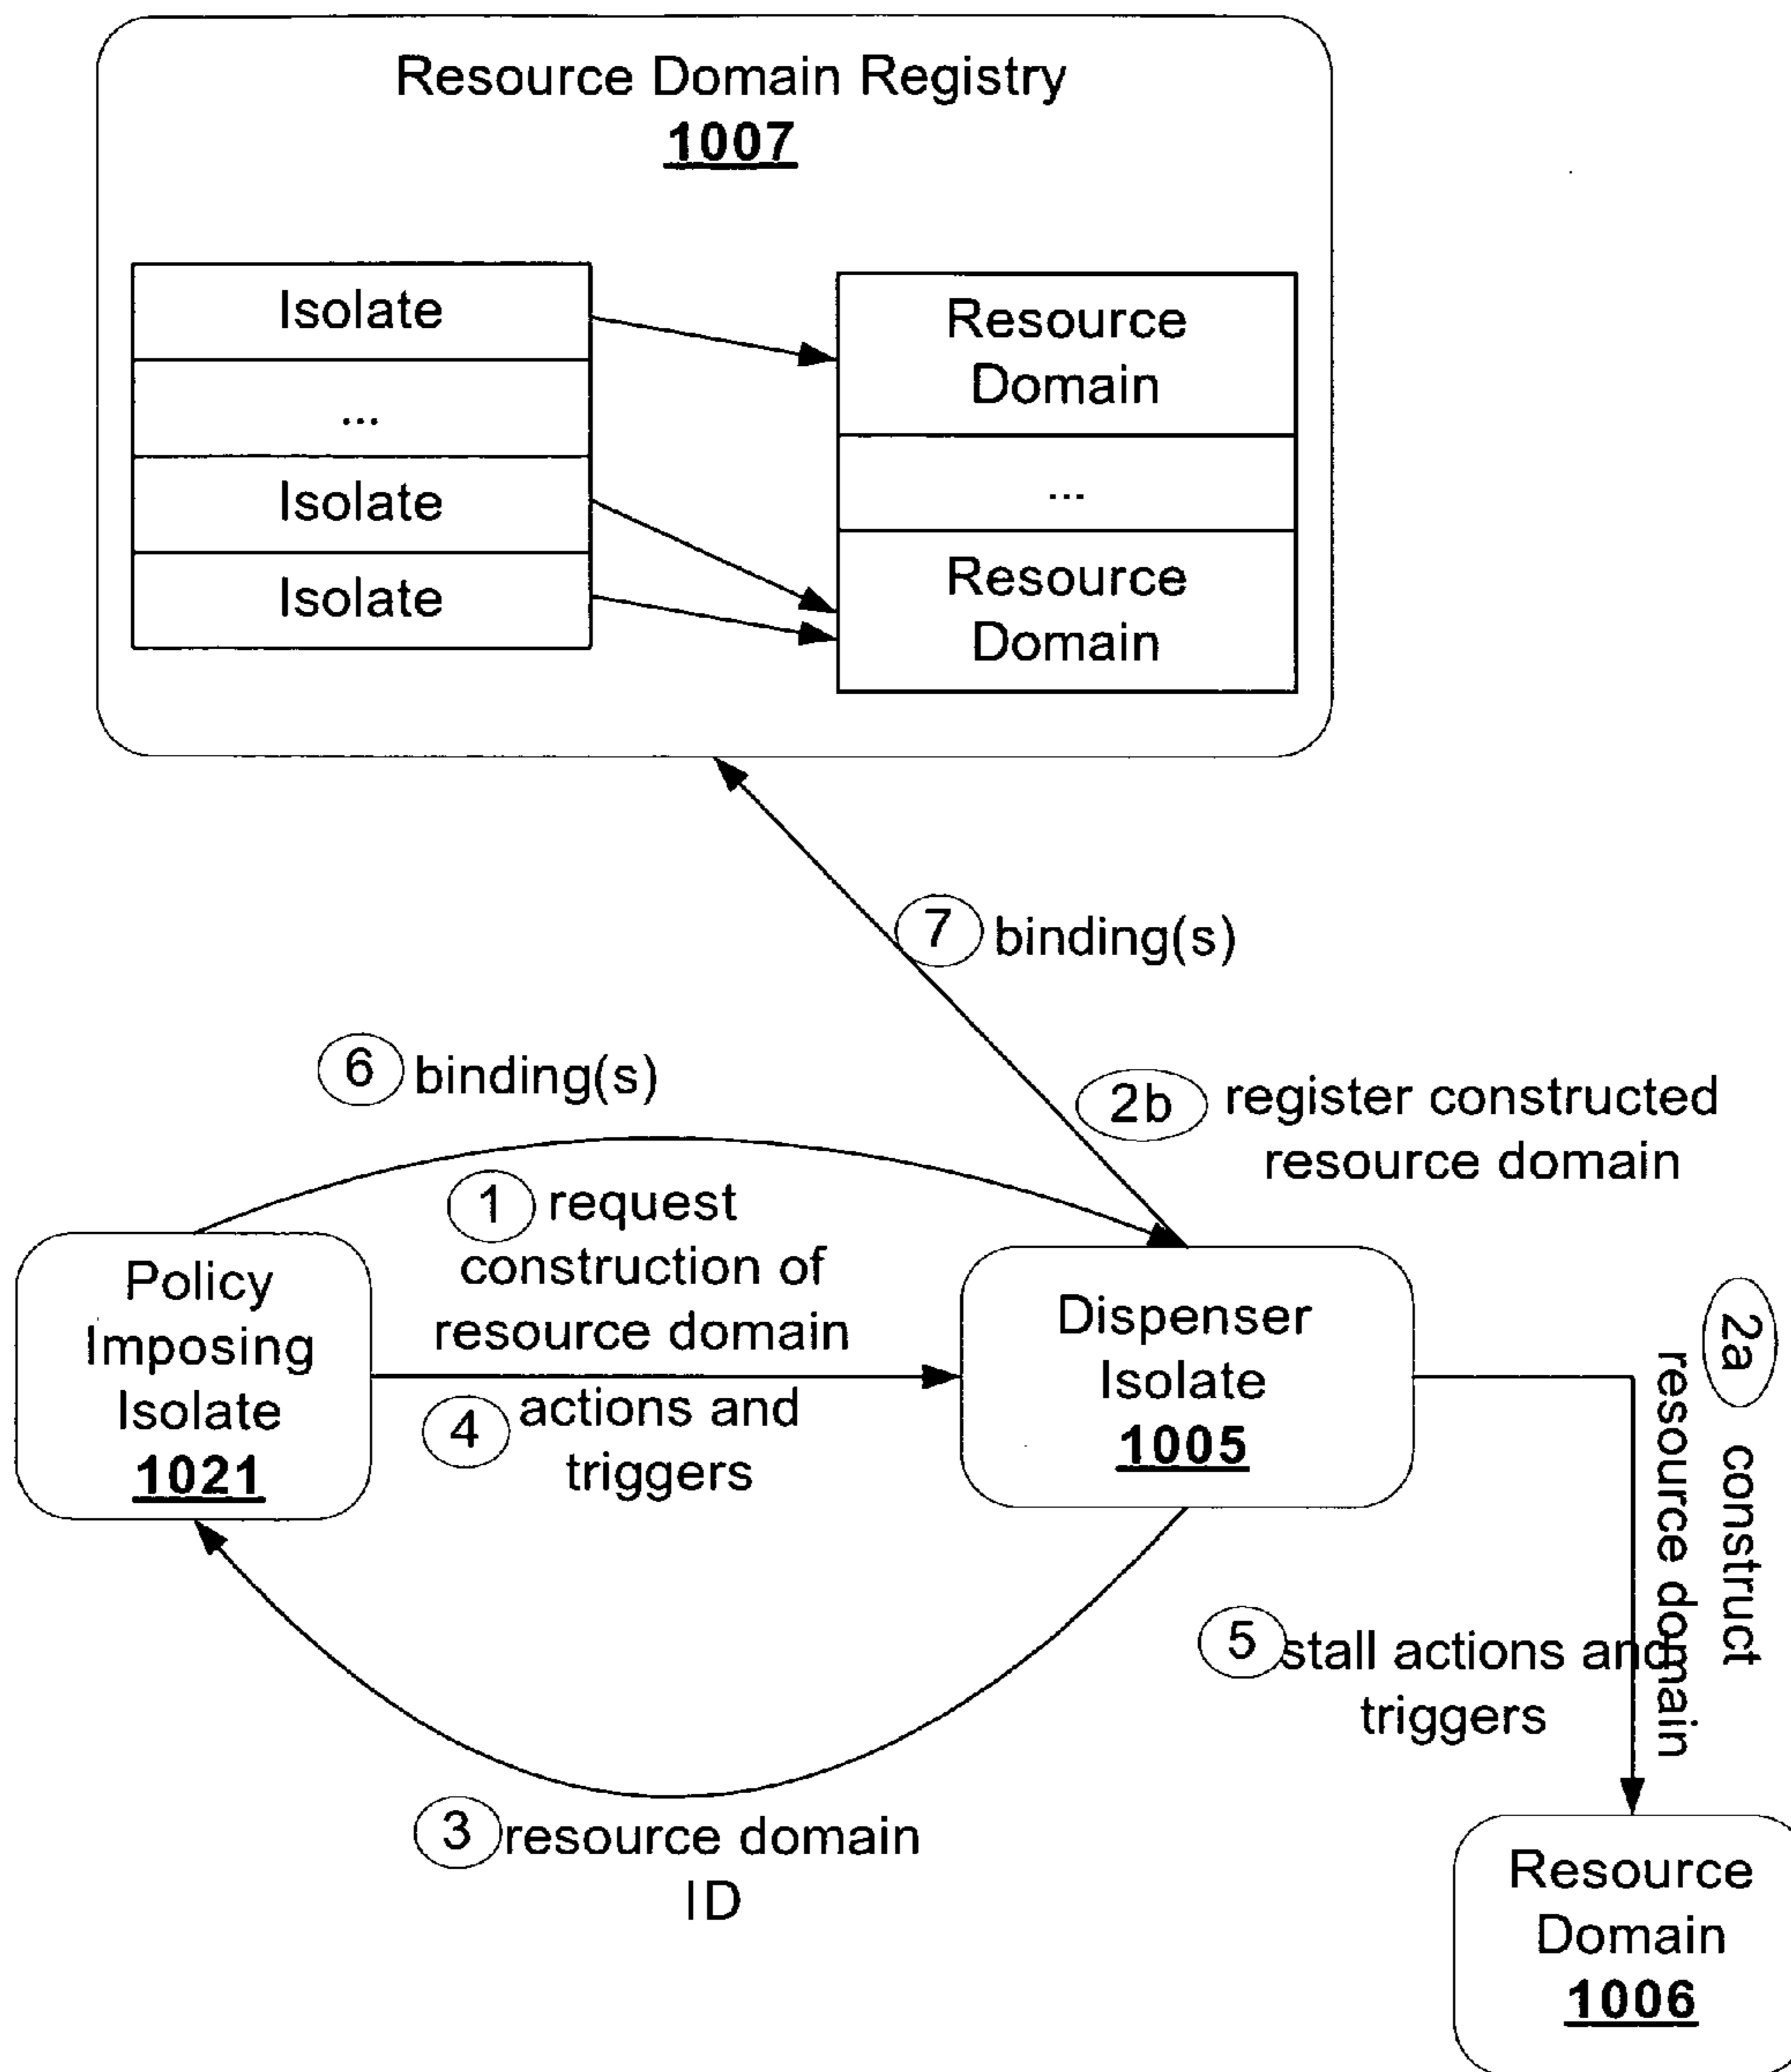 Resource Domain Registry
1007
Isolate
...
Isolate
Isolate
Resource
Domain
...
Resource
Domain
7 binding(s)
6 binding(s)
2b register constructed
resource domain
1 request
construction of
resource domain
4 actions and
triggers
Policy
Imposing
Isolate
1021
Dispenser
Isolate
1005
2a construct
resource domain
5 stall actions and
triggers
3 resource domain
ID
Resource
Domain
1006